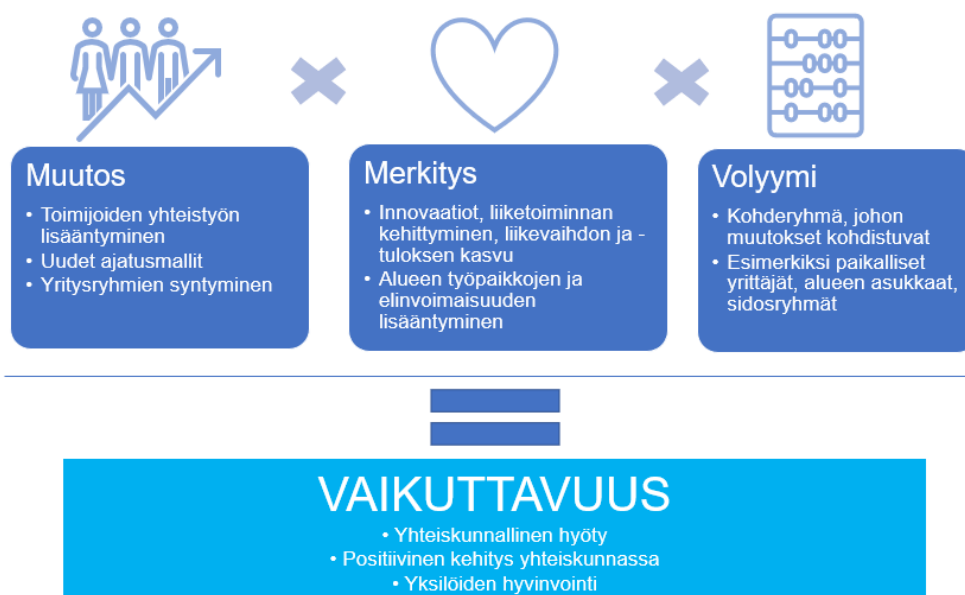 Muutos
• Toimijoiden yhteistyön
lisääntyminen
• Uudet ajatusmallit
• Yritysryhmien syntyminen
Merkitys
• Innovaatiot, liiketoiminnan
kehittyminen, liikevaihdon ja -
tuloksen kasvu
• Alueen työpaikkojen ja
elinvoimaisuuden
lisääntyminen
Volyymi
• Kohderyhmä, johon
muutokset kohdistuvat
• Esimerkiksi paikalliset
yrittäjät, alueen asukkaat,
sidosryhmät
VAIKUTTAVUUS
• Yhteiskunnallinen hyöty
• Positiivinen kehitys yhteiskunnassa
• Yksilöiden hyvinvointi